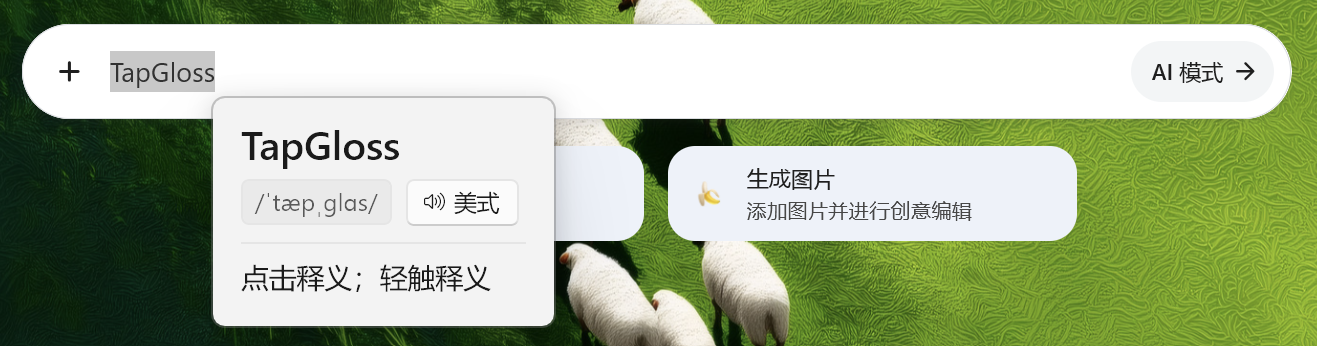 TapGloss
AI 模式
TapGloss
/ˈtæpˌɡlɑs/
美式
点击释义；轻触释义
生成图片
添加图片并进行创意编辑